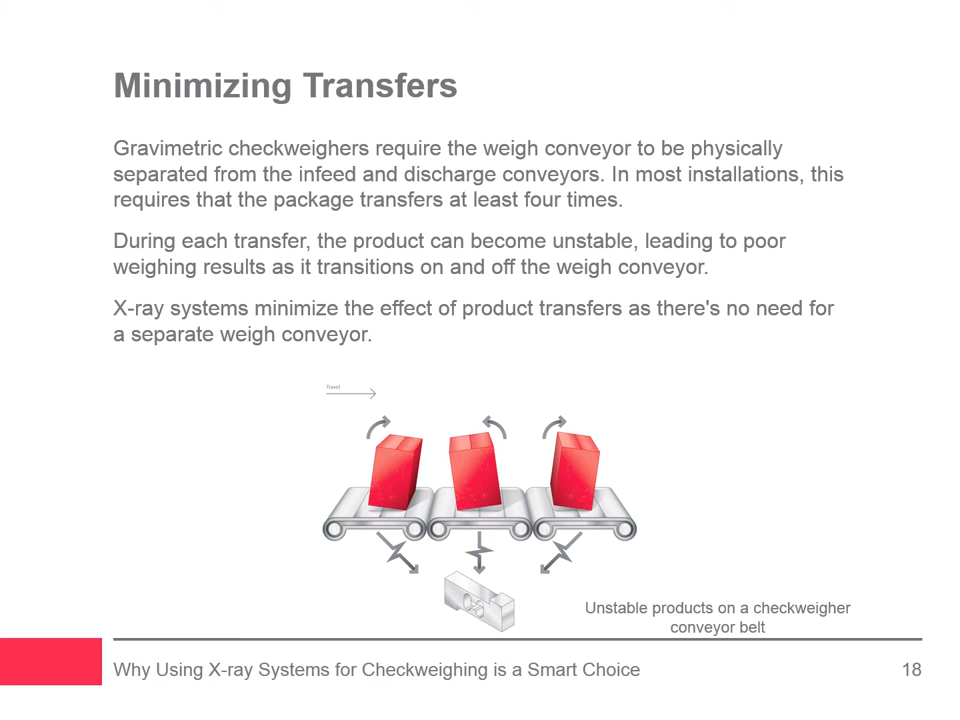 Minimizing Transfers
Gravimetric checkweighers require the weigh conveyor to be physically
separated from the infeed and discharge conveyors. In most installations, this
requires that the package transfers at least four times.
During each transfer, the product can become unstable, leading to poor
weighing results as it transitions on and off the weigh conveyor.
X-ray systems minimize the effect of product transfers as there's no need for
a separate weigh conveyor.
Travel
Unstable products on a checkweigher
conveyor belt
Why Using X-ray Systems for Checkweighing is a Smart Choice
18